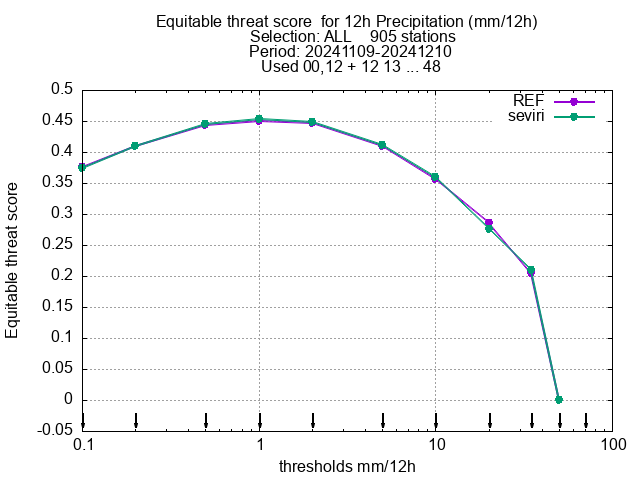 Equitable threat score  for 12h Precipitation (mm/12h)
Selection: ALL    905 stations
Period: 20241109-20241210
Used 00,12 + 12 13 ... 48
REF
seviri
Equitable threat score
0.5
0.45
0.4
0.35
0.3
0.25
0.2
0.15
0.1
0.05
0
-0.05
0.1 1 10 100
thresholds mm/12h